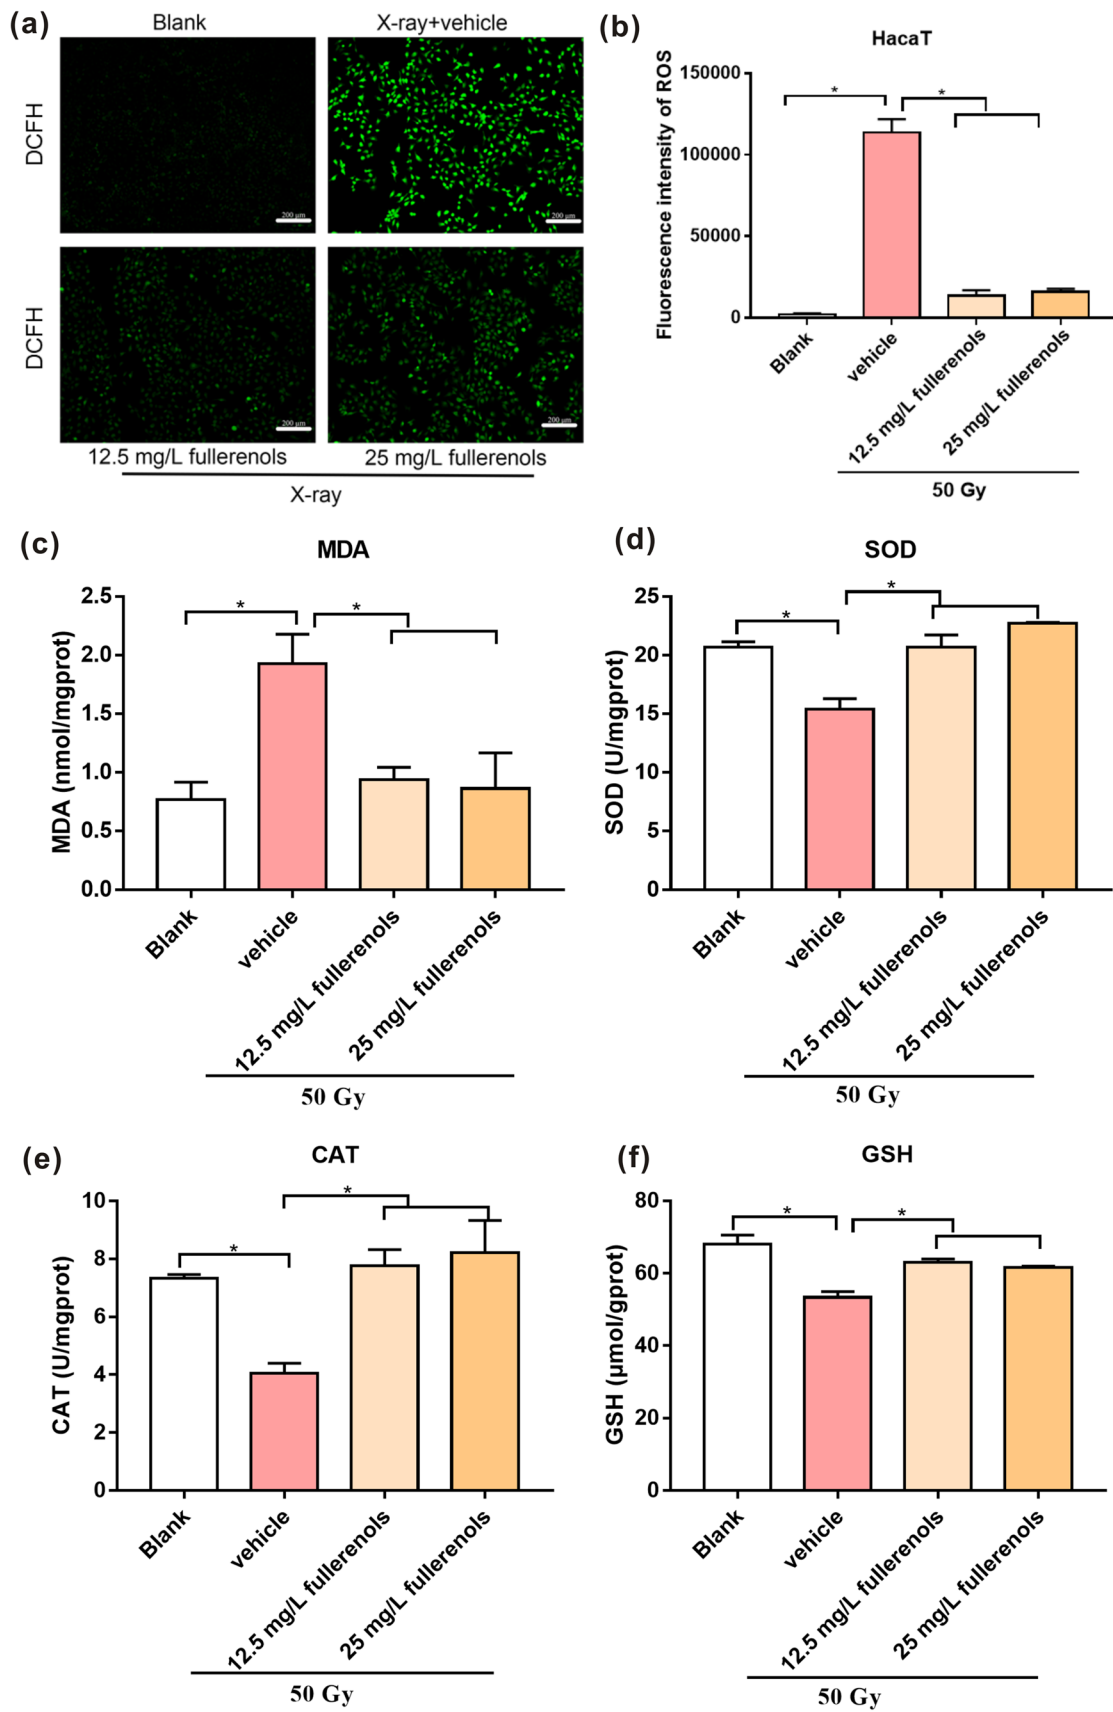 (a)
Blank
X-ray+vehicle
DCFH
200 μm
200 μm
DCFH
200 μm
200 μm
12.5 mg/L fullerenols
25 mg/L fullerenols
X-ray
(b)
HacaT
Fluorescence intensity of ROS
150000
100000
50000
0
*
*
Blank
vehicle
12.5 mg/L fullerenols
25 mg/L fullerenols
50 Gy
(c)
MDA
MDA (nmol/mgprot)
2.5
2.0
1.5
1.0
0.5
0.0
*
*
Blank
vehicle
12.5 mg/L fullerenols
25 mg/L fullerenols
50 Gy
(d)
SOD
SOD (U/mgprot)
25
20
15
10
5
0
*
*
Blank
vehicle
12.5 mg/L fullerenols
25 mg/L fullerenols
50 Gy
(e)
CAT
CAT (U/mgprot)
10
8
6
4
2
0
*
*
Blank
vehicle
12.5 mg/L fullerenols
25 mg/L fullerenols
50 Gy
(f)
GSH
GSH (μmol/gprot)
80
60
40
20
0
*
*
Blank
vehicle
12.5 mg/L fullerenols
25 mg/L fullerenols
50 Gy